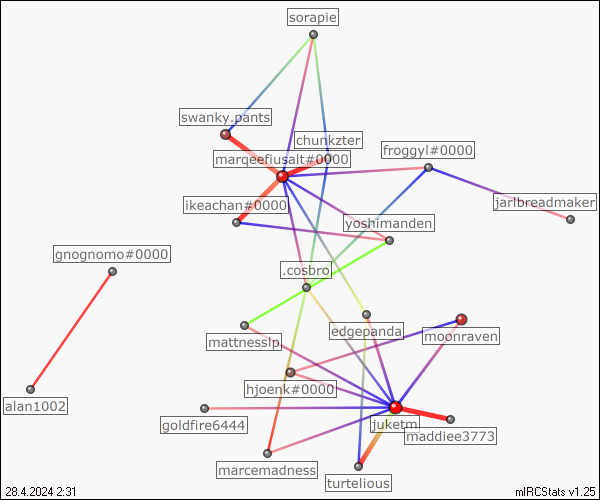 sorapie
swanky.pants
chunkzter
marqeefiusalt#0000
froggyl#0000
ikeachan#0000
jarlbreadmaker
yoshimanden
gnognomo#0000
.cosbro
edgepanda
moonraven
mattnesslp
hjoenk#0000
alan1002
goldfire6444
juketm
maddiee3773
marcemadness
turtelious
28.4.2024 2:31
mIRCStats v1.25